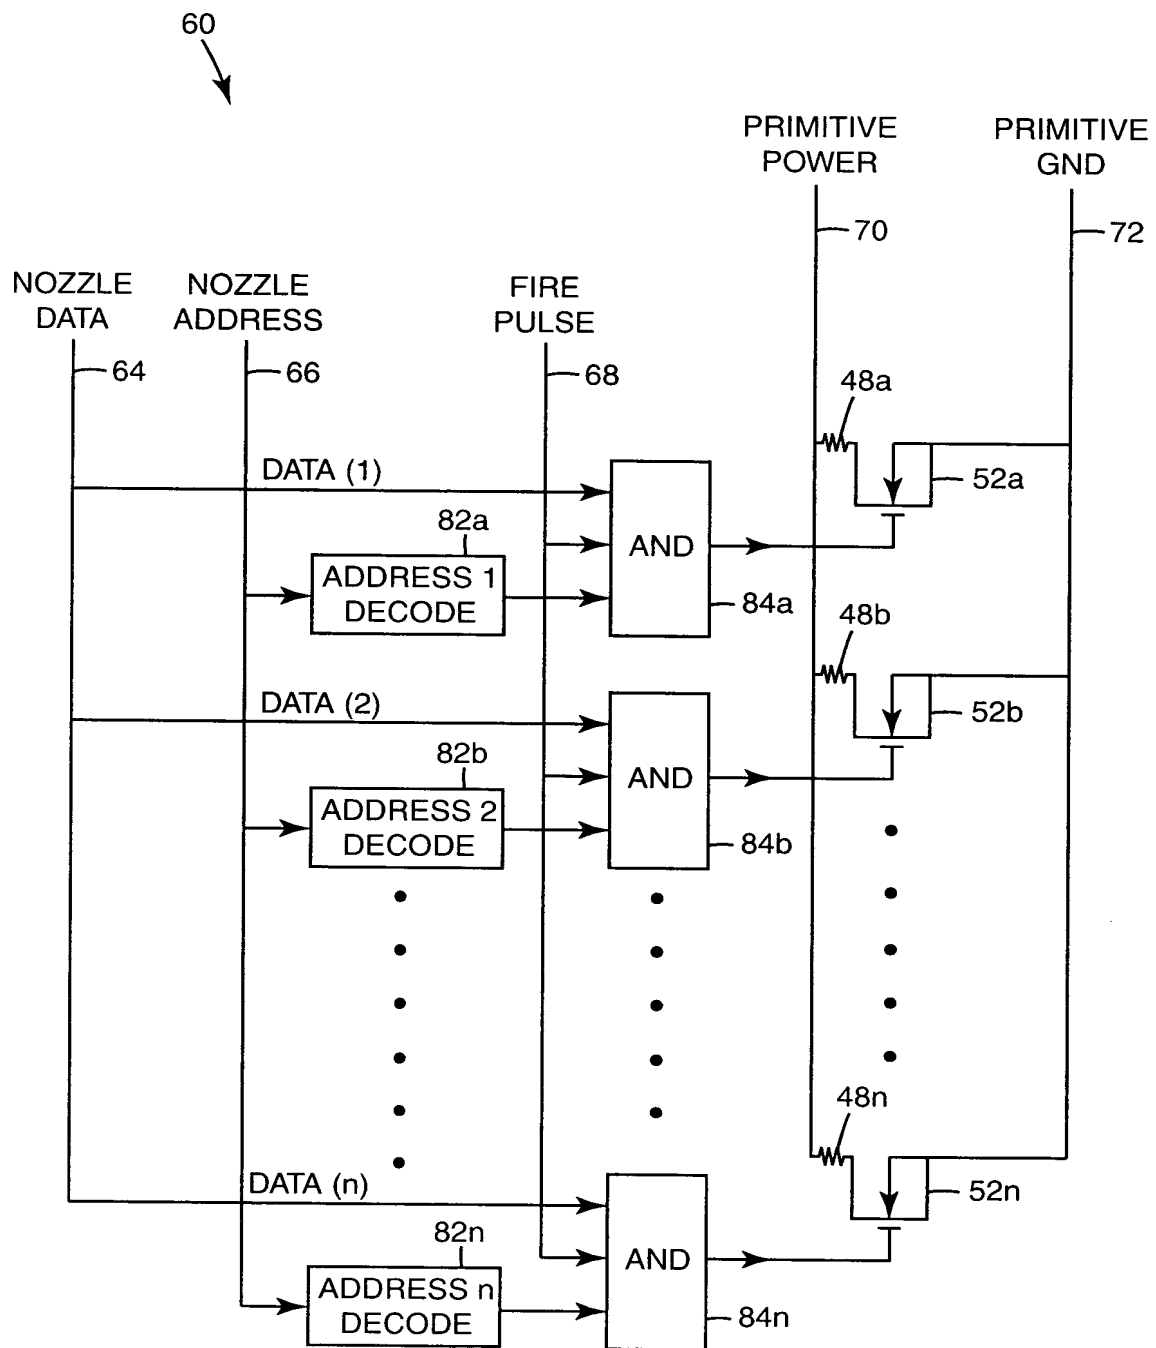 60
PRIMITIVE
POWER
PRIMITIVE
GND
70
72
NOZZLE
DATA
NOZZLE
ADDRESS
FIRE
PULSE
64
66
68
48a
DATA (1)
52a
82a
AND
ADDRESS 1
DECODE
84a
48b
DATA (2)
52b
82b
AND
ADDRESS 2
DECODE
84b
48n
DATA (n)
52n
82n
AND
ADDRESS n
DECODE
84n